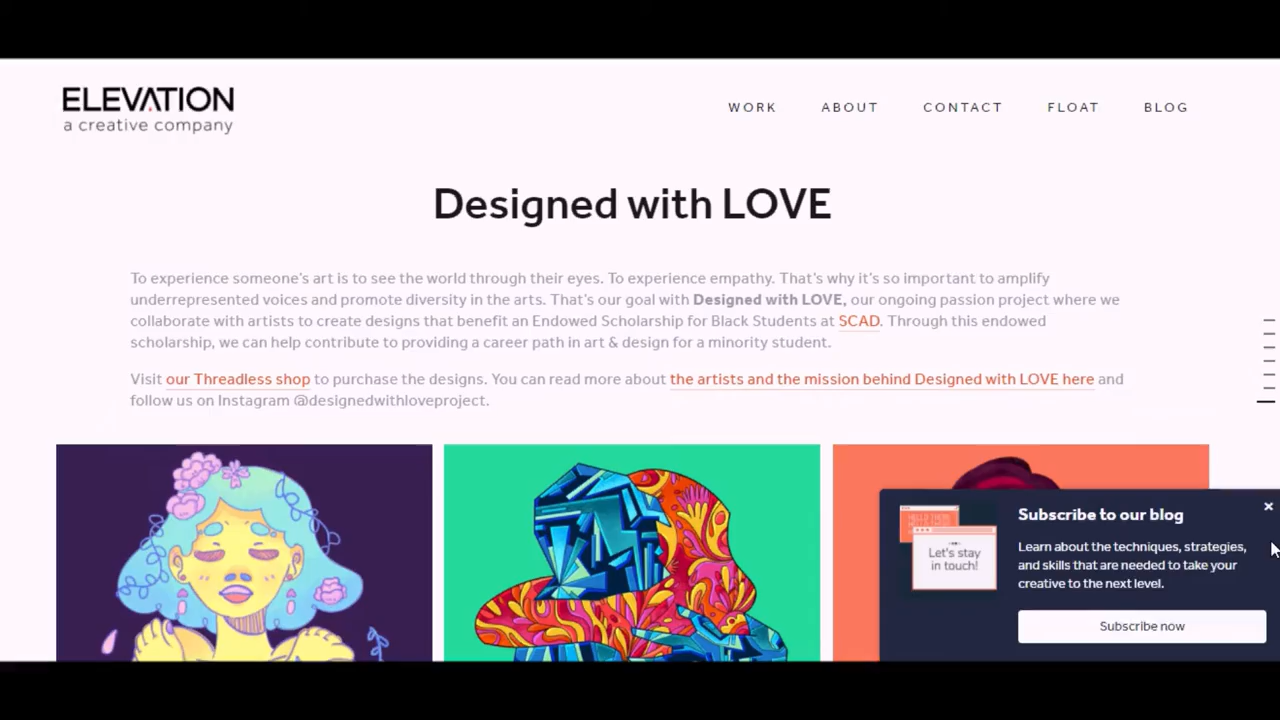 ELEVATION
a creative company
WORK ABOUT CONTACT FLOAT BLOG
Designed with LOVE
To experience someone's art is to see the world through their eyes. To experience empathy. That's why it's so important to amplify
underrepresented voices and promote diversity in the arts. That's our goal with Designed with LOVE, our ongoing passion project where we
collaborate with artists to create designs that benefit an Endowed Scholarship for Black Students at SCAD. Through this endowed
scholarship, we can help contribute to providing a career path in art & design for a minority student.
Visit our Threadless shop to purchase the designs. You can read more about the artists and the mission behind Designed with LOVE here and
follow us on Instagram @designedwithloveproject.
Let's stay
in touch!
Subscribe to our blog
Learn about the techniques, strategies,
and skills that are needed to take your
creative to the next level.
Subscribe now